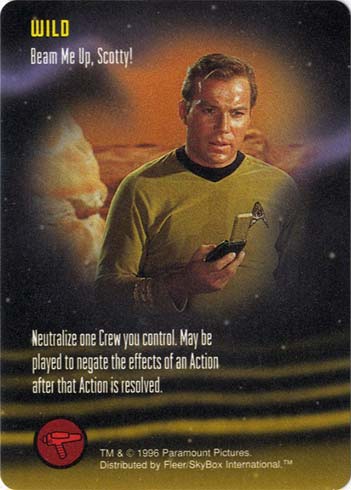 WILD
Beam Me Up, Scotty!
Neutralize one Crew you control. May be
played to negate the effects of an Action
after that Action is resolved.
TM & © 1996 Paramount Pictures.
Distributed by Fleer/SkyBox International.™